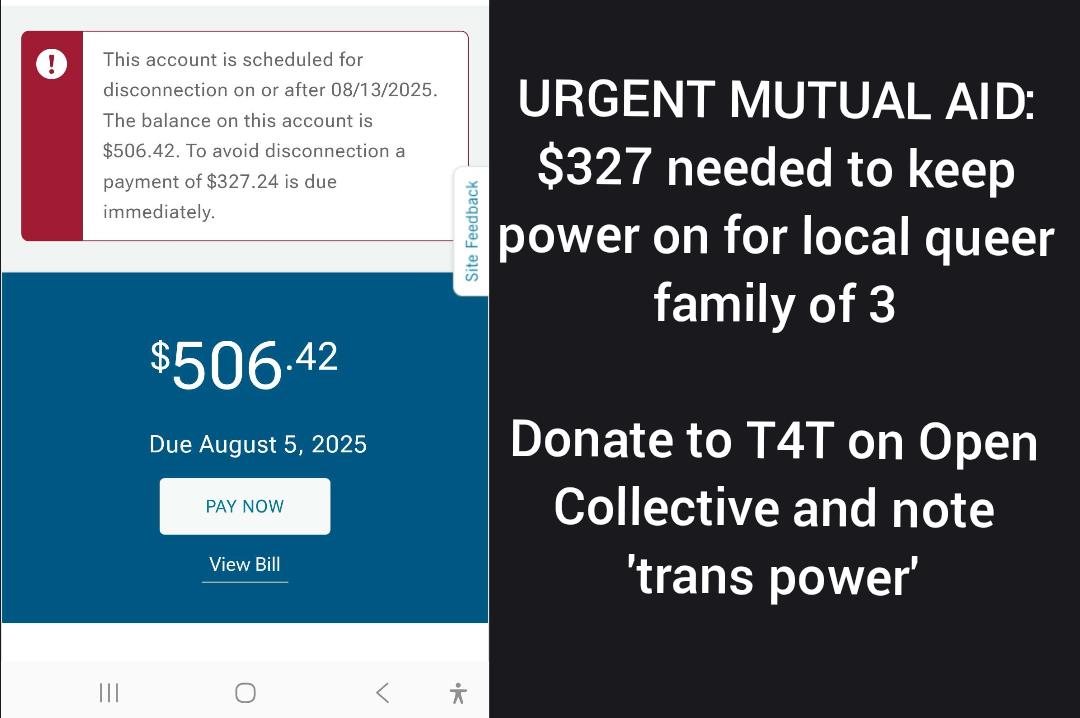 This account is scheduled for
disconnection on or after 08/13/2025.
The balance on this account is
$506.42. To avoid disconnection a
payment of $327.24 is due
immediately.
Site Feedback
$506.42
Due August 5, 2025
PAY NOW
View Bill
URGENT MUTUAL AID:
$327 needed to keep
power on for local queer
family of 3
Donate to T4T on Open
Collective and note
'trans power'